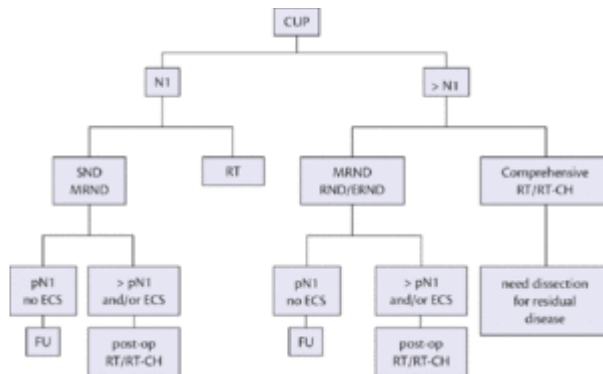 CUP
N1
> N1
SND
MRND
RT
MRND
RND/ERND
Comprehensive
RT/RT-CH
pN1
no ECS
> pN1
and/or ECS
pN1
no ECS
> pN1
and/or ECS
need dissection
for residual
disease
FU
post-op
RT/RT-CH
FU
post-op
RT/RT-CH